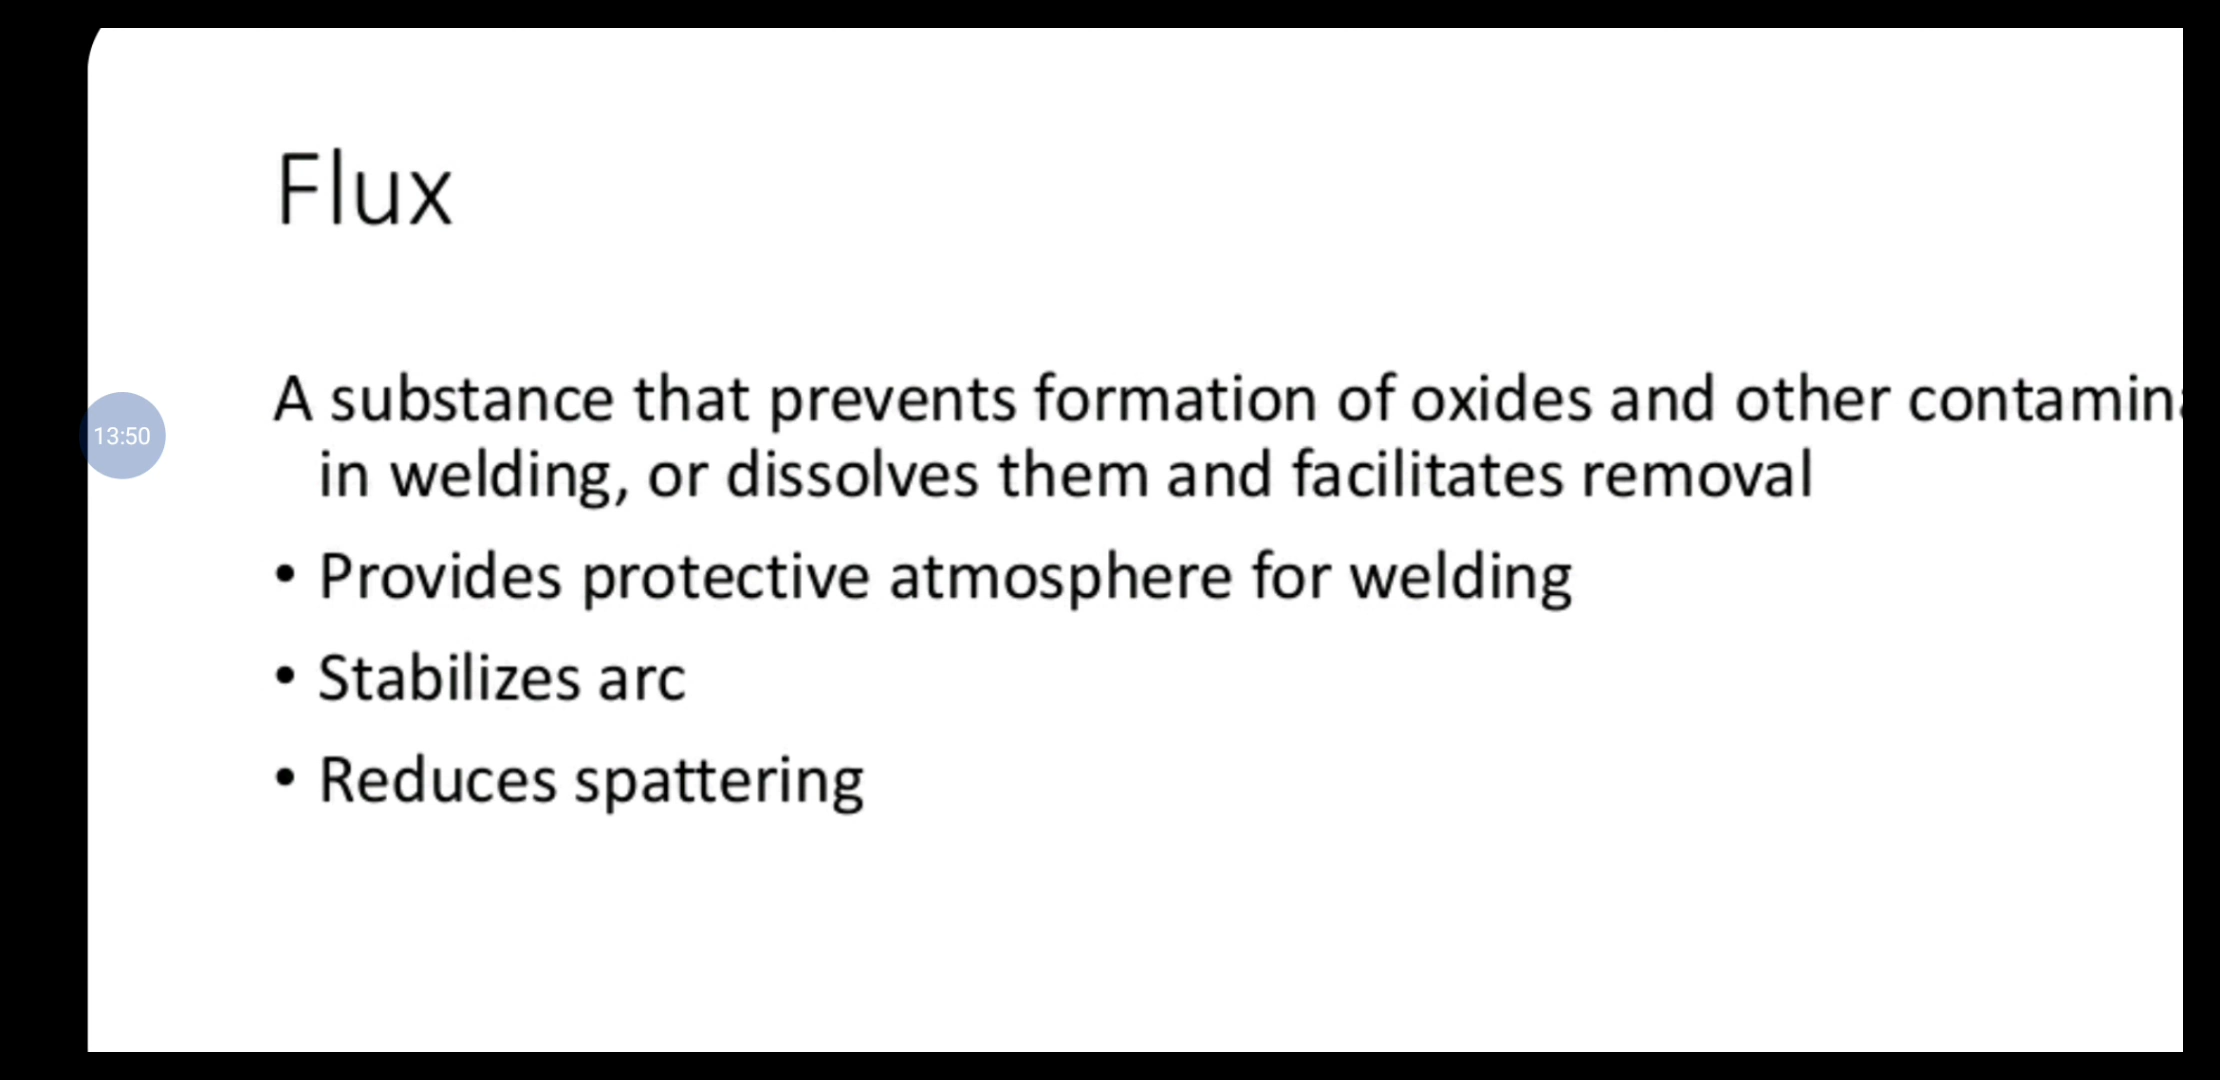 Flux
A substance that prevents formation of oxides and other
in welding, or dissolves them and facilitates removal
• Provides protective atmosphere for welding
13:50
• Stabilizes arc
• Reduces spattering